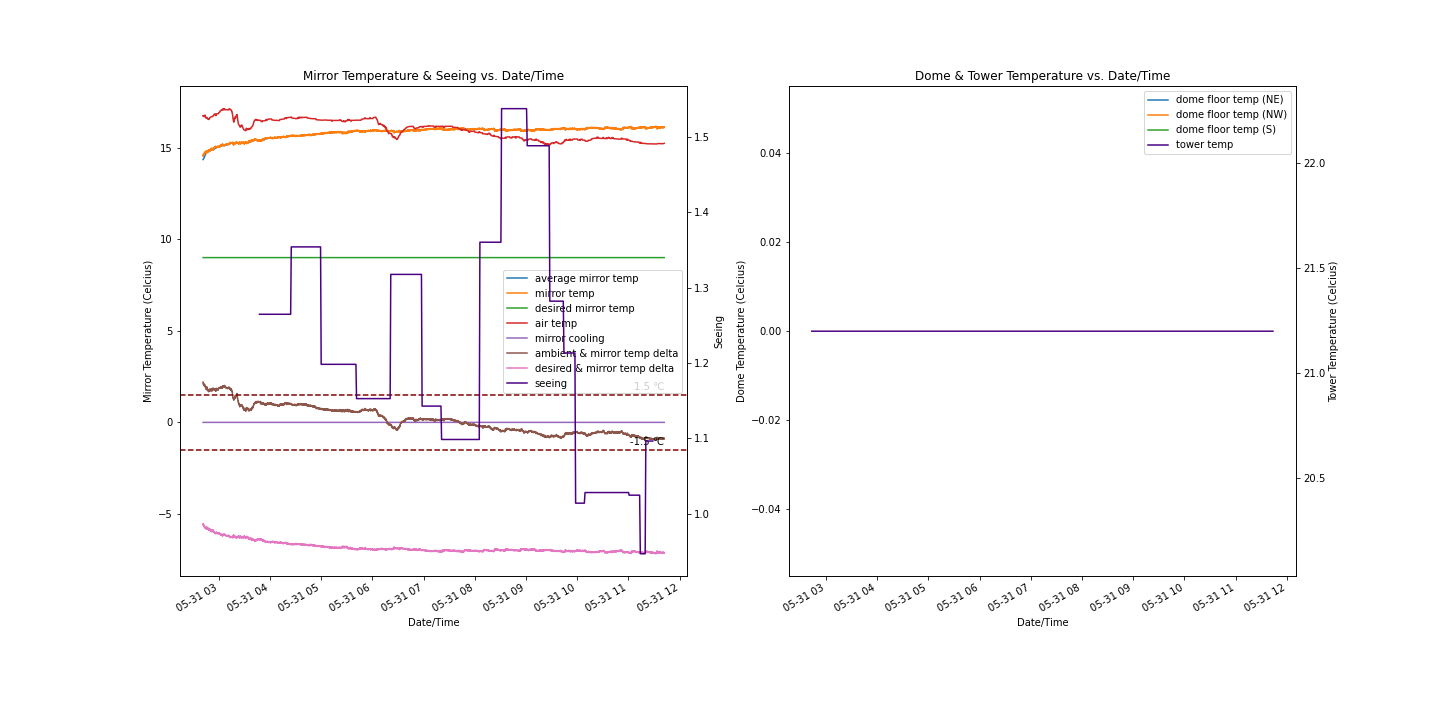 Mirror Temperature & Seeing vs. Date/Time
Mirror Temperature (Celcius)
15
10
5
0
−5
1.5
1.4
1.3
1.2
1.1
1.0
Seeing
average mirror temp
mirror temp
desired mirror temp
air temp
mirror cooling
ambient & mirror temp delta
desired & mirror temp delta
seeing
1.5 °C
-1.5 °C
05-31 03
05-31 04
05-31 05
05-31 06
05-31 07
05-31 08
05-31 09
05-31 10
05-31 11
05-31 12
Date/Time
Dome & Tower Temperature vs. Date/Time
Dome Temperature (Celcius)
0.04
0.02
0.00
−0.02
−0.04
dome floor temp (NE)
dome floor temp (NW)
dome floor temp (S)
tower temp
22.0
21.5
21.0
20.5
Tower Temperature (Celcius)
05-31 03
05-31 04
05-31 05
05-31 06
05-31 07
05-31 08
05-31 09
05-31 10
05-31 11
05-31 12
Date/Time